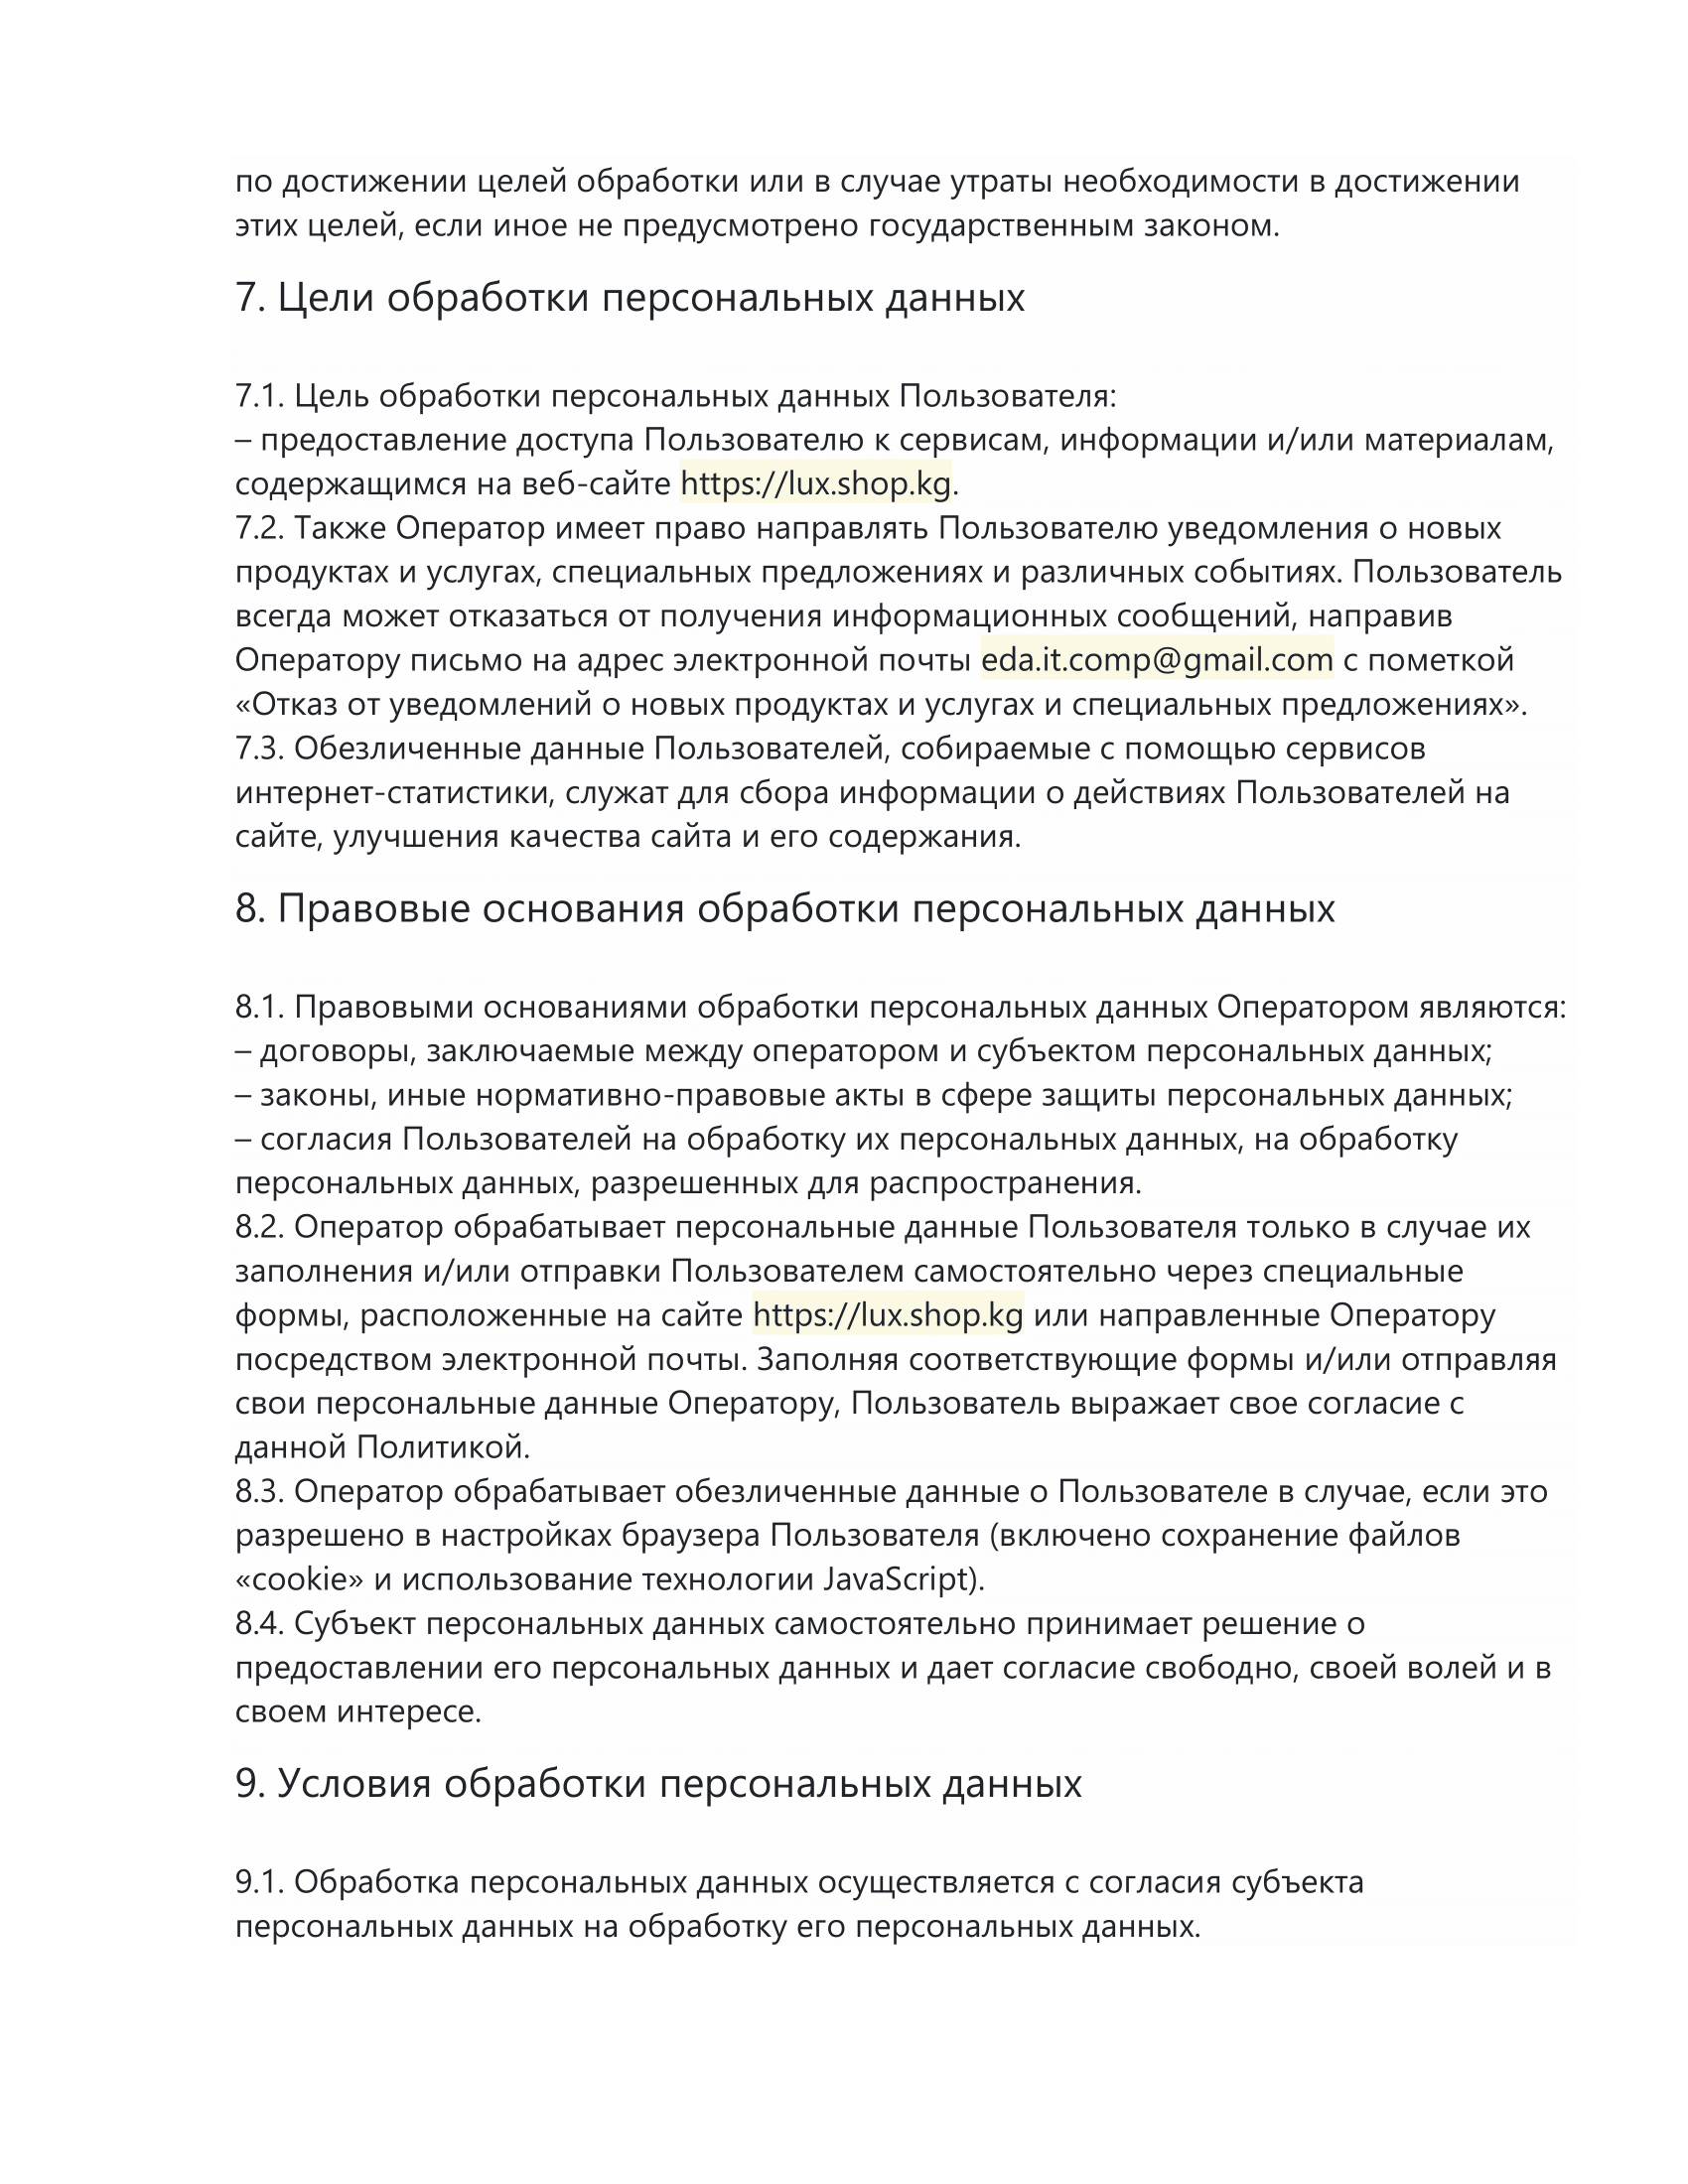 по достижении целей обработки или в случае утраты необходимости в достижении
этих целей, если иное не предусмотрено государственным законом.
7. Цели обработки персональных данных
7.1. Цель обработки персональных данных Пользователя:
– предоставление доступа Пользователю к сервисам, информации и/или материалам,
содержащимся на веб-сайте https://lux.shop.kg.
7.2. Также Оператор имеет право направлять Пользователю уведомления о новых
продуктах и услугах, специальных предложениях и различных событиях. Пользователь
всегда может отказаться от получения информационных сообщений, направив
Оператору письмо на адрес электронной почты eda.it.comp@gmail.com с пометкой
«Отказ от уведомлений о новых продуктах и услугах и специальных предложениях».
7.3. Обезличенные данные Пользователей, собираемые с помощью сервисов
интернет-статистики, служат для сбора информации о действиях Пользователей на
сайте, улучшения качества сайта и его содержания.
8. Правовые основания обработки персональных данных
8.1. Правовыми основаниями обработки персональных данных Оператором являются:
– договоры, заключаемые между оператором и субъектом персональных данных;
– законы, иные нормативно-правовые акты в сфере защиты персональных данных;
– согласия Пользователей на обработку их персональных данных, на обработку
персональных данных, разрешенных для распространения.
8.2. Оператор обрабатывает персональные данные Пользователя только в случае их
заполнения и/или отправки Пользователем самостоятельно через специальные
формы, расположенные на сайте https://lux.shop.kg или направленные Оператору
посредством электронной почты. Заполняя соответствующие формы и/или отправляя
свои персональные данные Оператору, Пользователь выражает свое согласие с
данной Политикой.
8.3. Оператор обрабатывает обезличенные данные о Пользователе в случае, если это
разрешено в настройках браузера Пользователя (включено сохранение файлов
«cookie» и использование технологии JavaScript).
8.4. Субъект персональных данных самостоятельно принимает решение о
предоставлении его персональных данных и дает согласие свободно, своей волей и в
своем интересе.
9. Условия обработки персональных данных
9.1. Обработка персональных данных осуществляется с согласия субъекта
персональных данных на обработку его персональных данных.